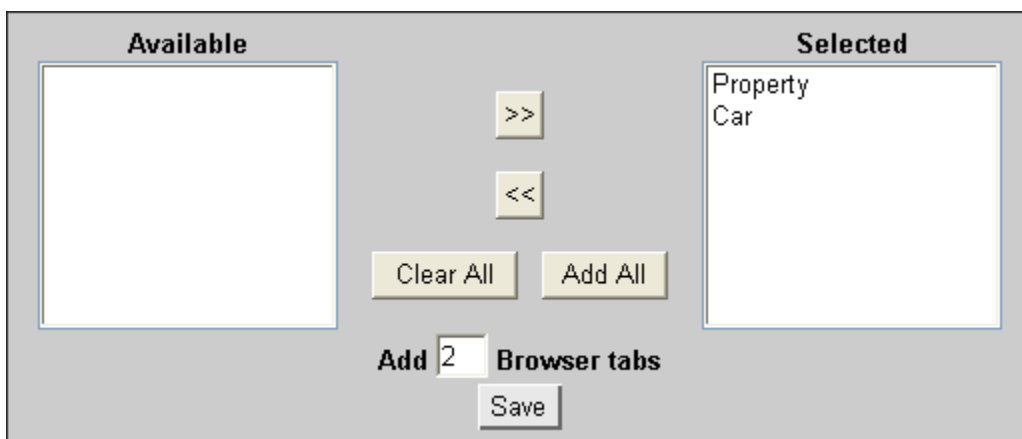 Available
Selected
Property
Car
>>
<<
Clear All
Add All
Add 2 Browser tabs
Save